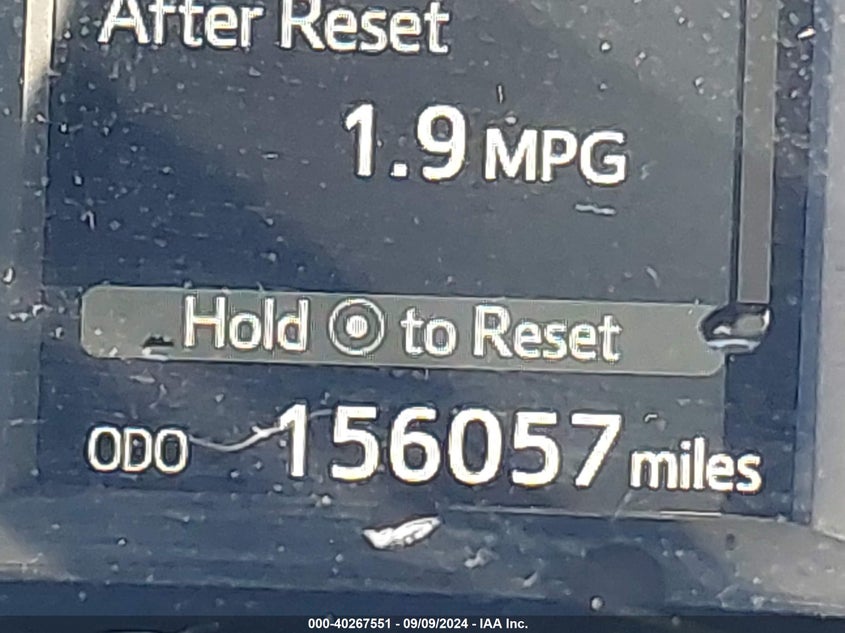 After Reset
1.9 MPG
Hold to Reset
ODO 156057 miles
000-40267551 - 09/09/2024 - IAA Inc.